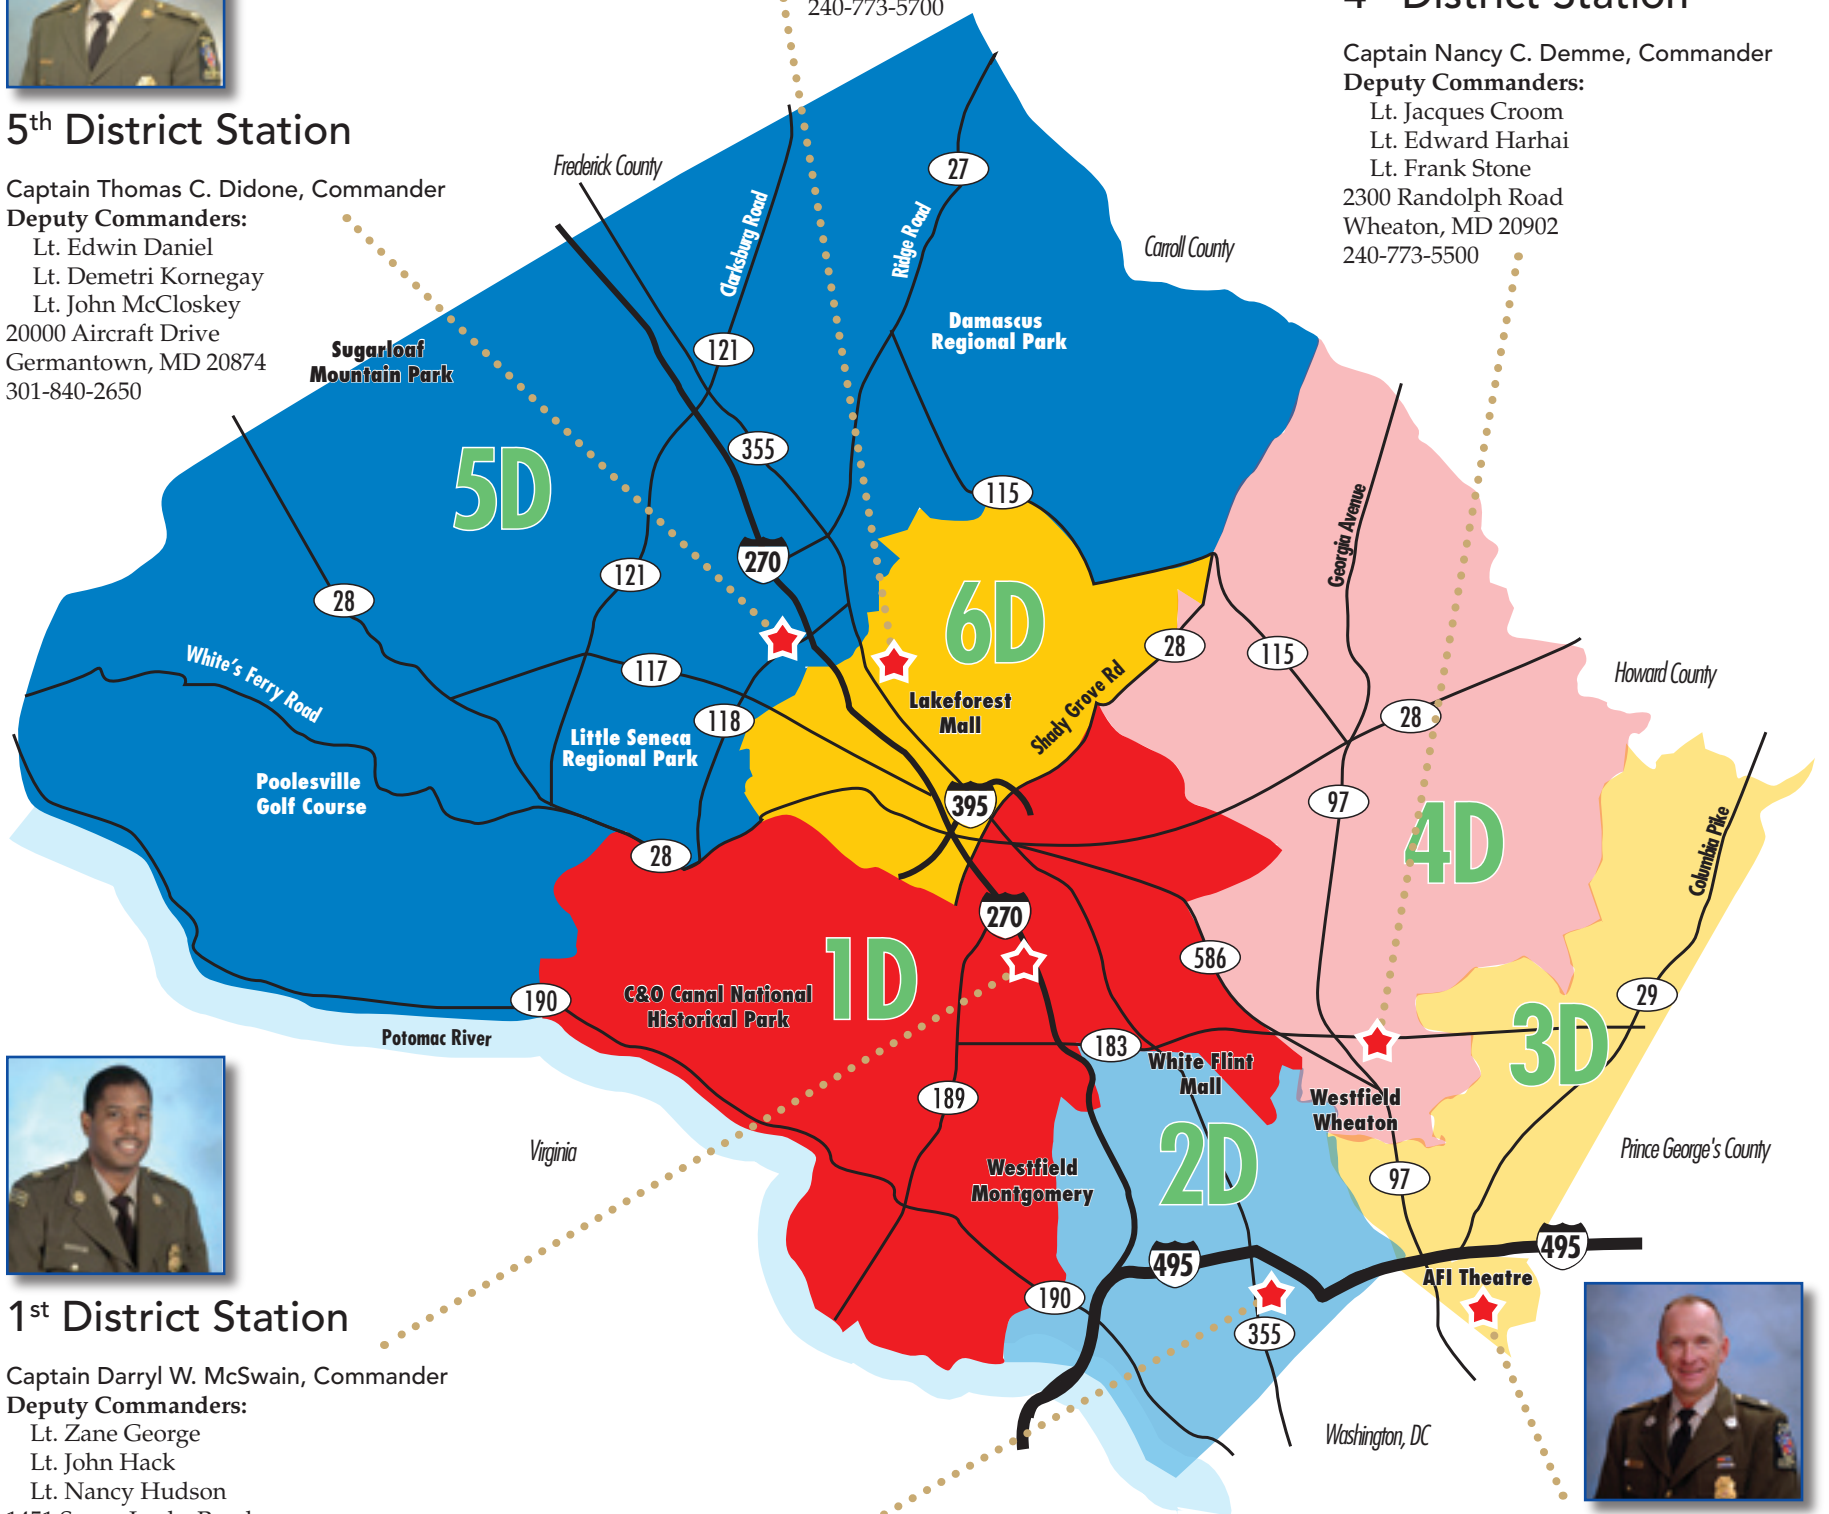 240-773-5700
District Station
Captain Nancy C. Demme, Commander
Deputy Commanders:
Lt. Jacques Croom
Lt. Edward Harhai
Lt. Frank Stone
2300 Randolph Road
Wheaton, MD 20902
240-773-5500
5th District Station
Captain Thomas C. Didone, Commander
Deputy Commanders:
Lt. Edwin Daniel
Lt. Demetri Kornegay
Lt. John McCloskey
20000 Aircraft Drive
Germantown, MD 20874
301-840-2650
Frederick County
Clarksburg Road
27
Ridge Road
Carroll County
Damascus
Regional Park
Sugarloaf
Mountain Park
121
355
5D
115
Georgia Avenue
270
121
28
6D
28
115
White's Ferry Road
117
Lakeforest
Mall
Shady Grove Rd
Howard County
118
28
Little Seneca
Regional Park
Poolesville
Golf Course
395
97
4D
Columbia Pike
28
270
1D
586
C&O Canal National
Historical Park
190
29
Potomac River
3D
183
White Flint
Mall
189
Westfield
Wheaton
Virginia
2D
Prince George's County
Westfield
Montgomery
97
495
495
AFI Theatre
190
355
Washington, DC
1st District Station
Captain Darryl W. McSwain, Commander
Deputy Commanders:
Lt. Zane George
Lt. John Hack
Lt. Nancy Hudson